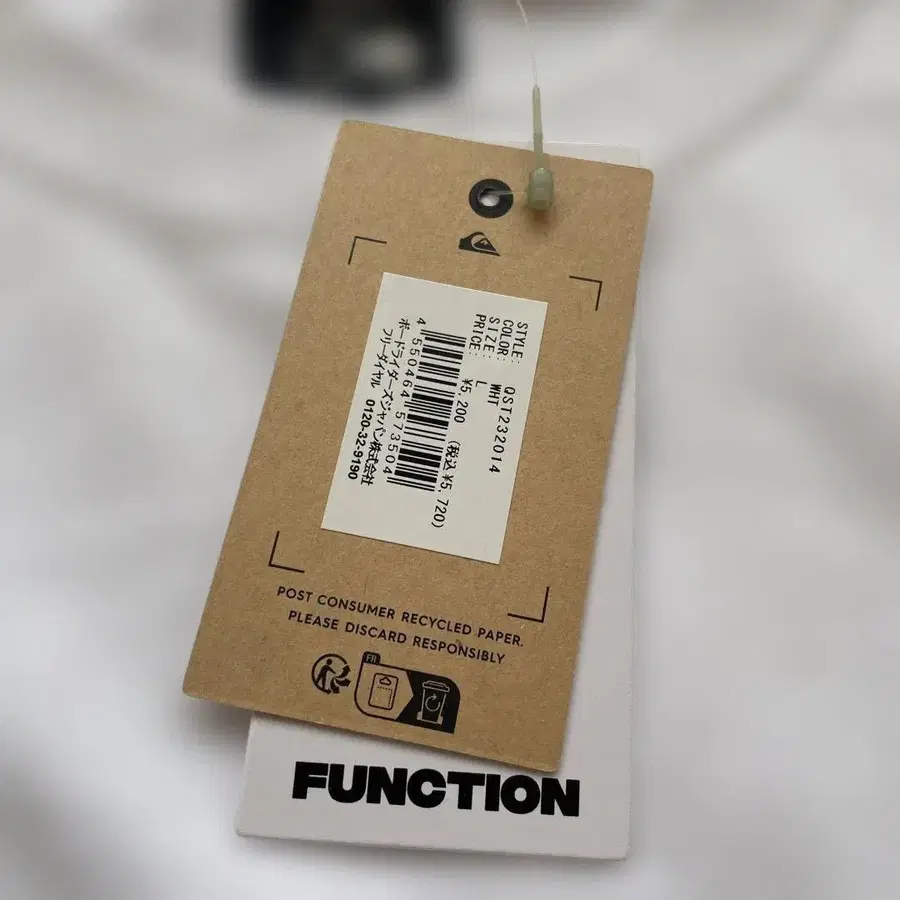 STYLE: QST232014
COLOR: WHT
SIZE: L
PRICE: ¥5,200 (税込¥5,720)
4 550464 573504
ボードライダーズジャパン株式会社
フリーダイヤル 0120-32-9190
POST CONSUMER RECYCLED PAPER.
PLEASE DISCARD RESPONSIBLY
FR
FUNCTION